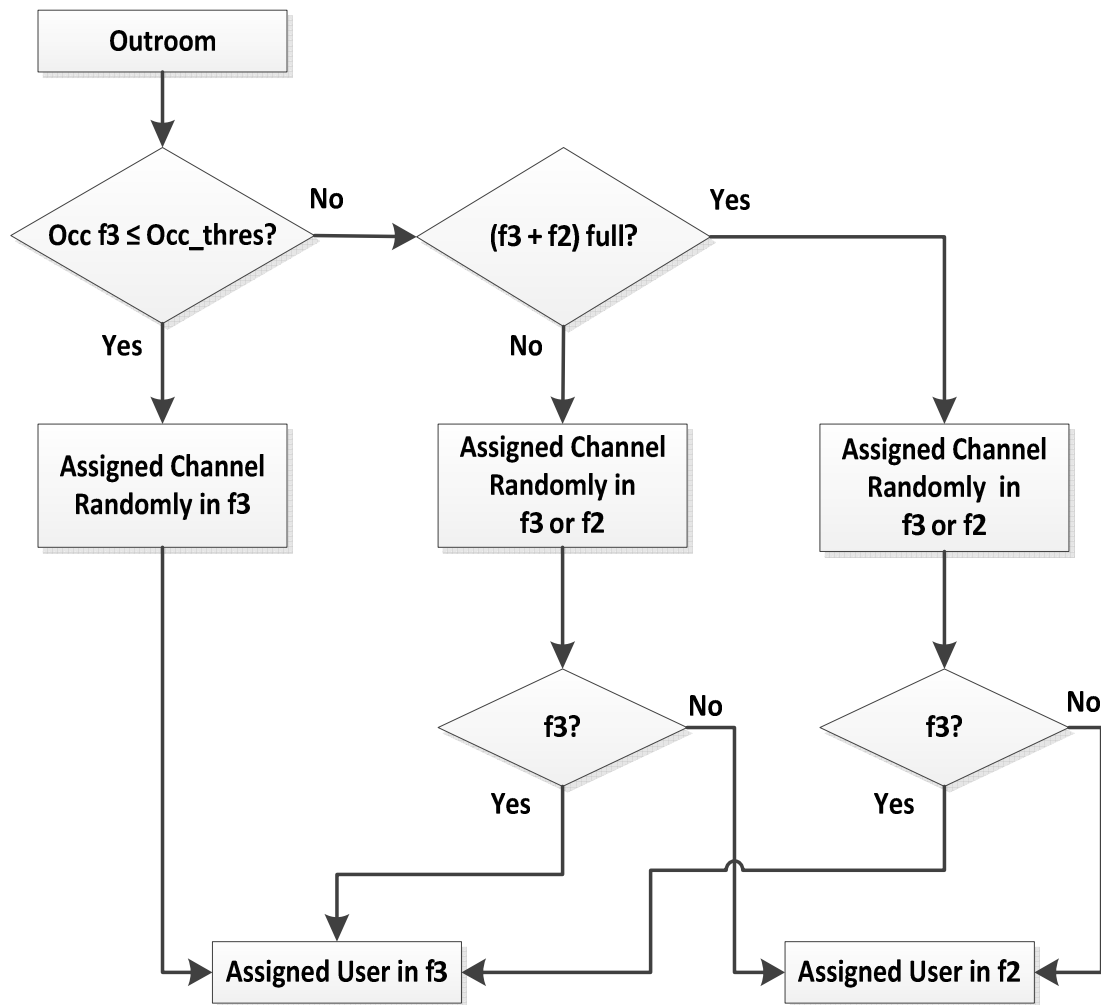 Outroom
Occ f3 ≤ Occ_thres?
No
(f3 + f2) full?
Yes
Yes
No
Assigned Channel
Randomly in f3
Assigned Channel
Randomly in
f3 or f2
Assigned Channel
Randomly in
f3 or f2
f3?
No
f3?
No
Yes
Yes
Assigned User in f3
Assigned User in f2